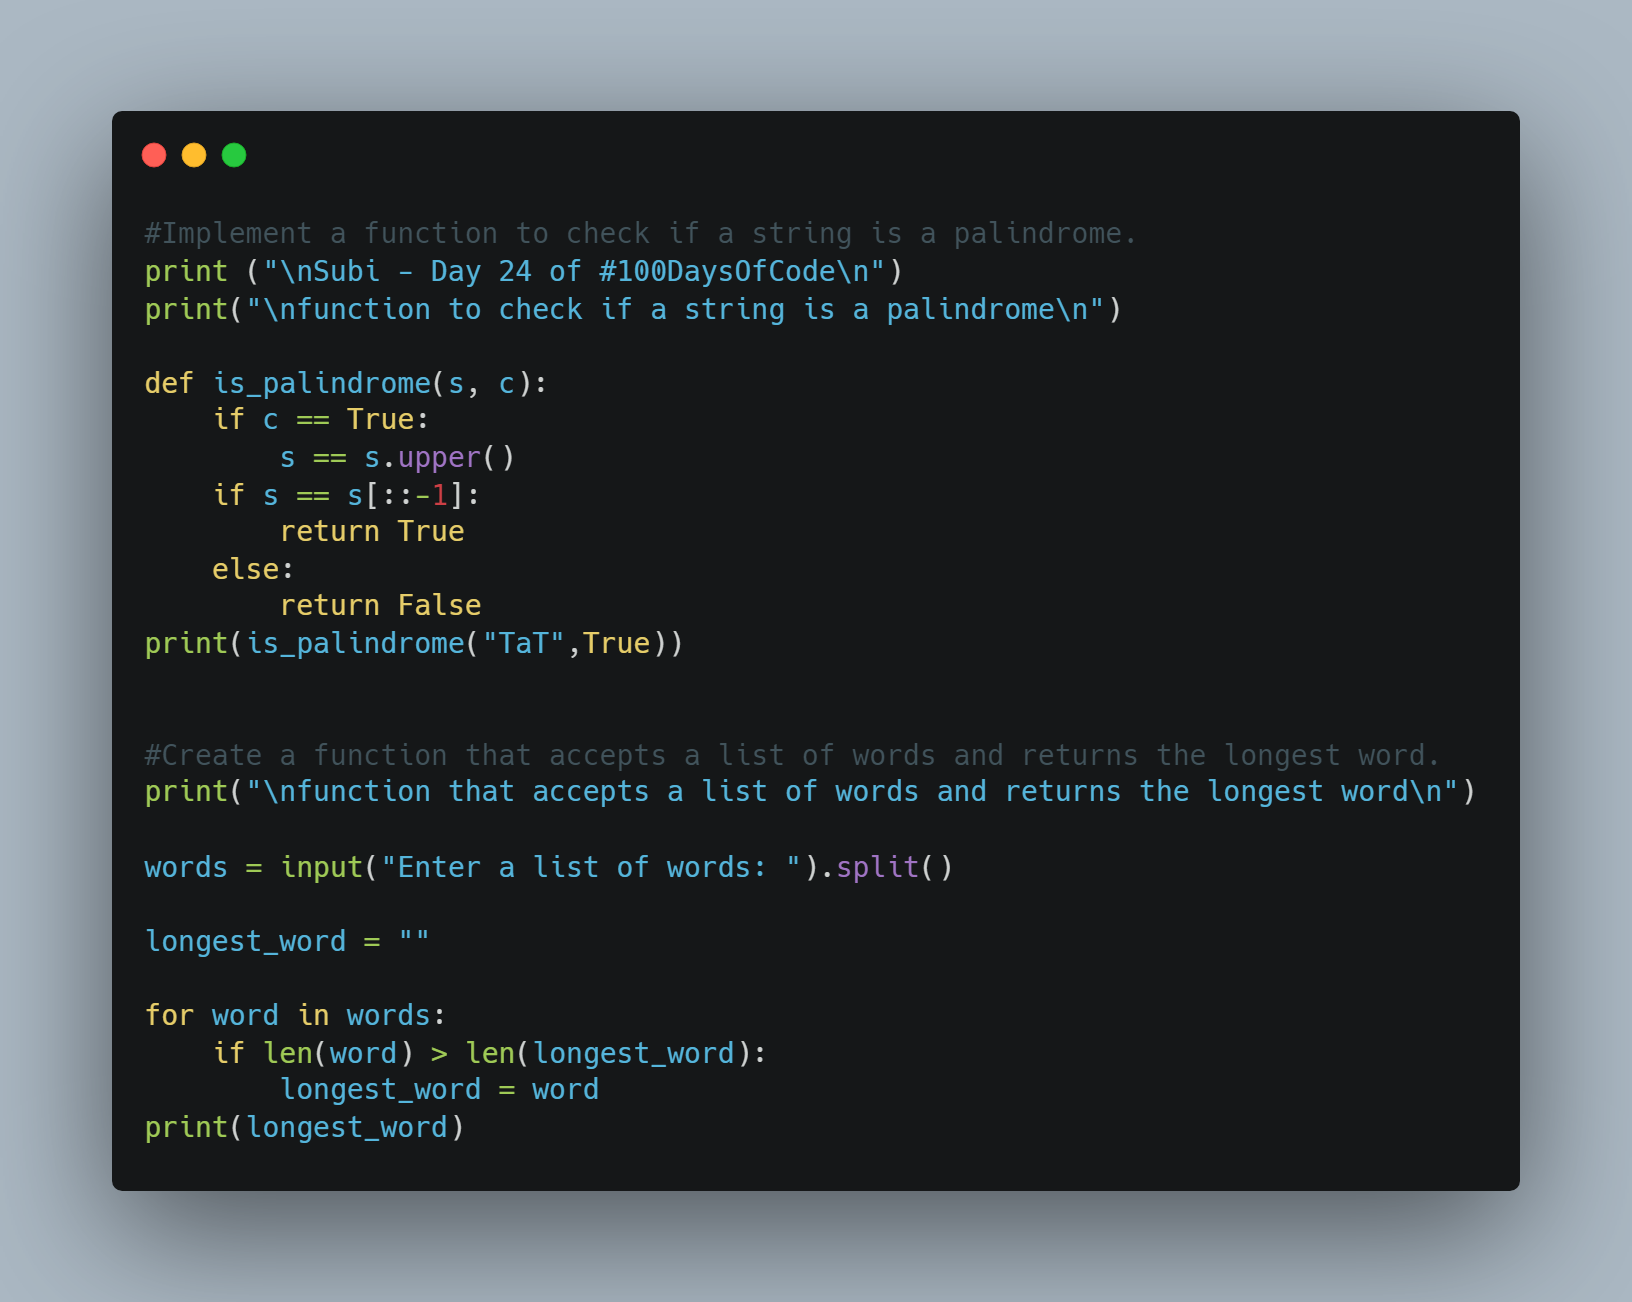 #Implement a function to check if a string is a palindrome.
print ("\nSubi - Day 24 of #100DaysOfCode\n")
print("\nfunction to check if a string is a palindrome\n")

def is_palindrome(s, c):
    if c == True:
        s == s.upper()
    if s == s[::-1]:
        return True
    else:
        return False
print(is_palindrome("TaT",True))


#Create a function that accepts a list of words and returns the longest word.
print("\nfunction that accepts a list of words and returns the longest word\n")

words = input("Enter a list of words: ").split()

longest_word = ""

for word in words:
    if len(word) > len(longest_word):
        longest_word = word
print(longest_word)